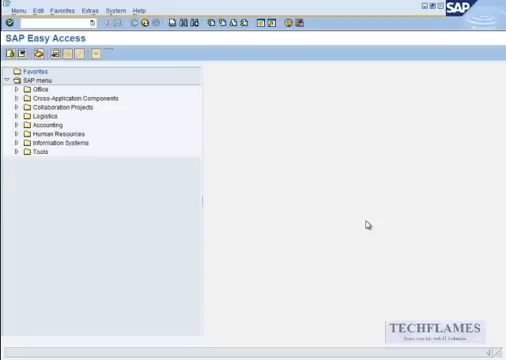 Menu Edit Favorites Extras System Help
SAP
SAP Easy Access
Favorites
SAP menu
Office
Cross-Application Components
Collaboration Projects
Logistics
Accounting
Human Resources
Information Systems
Tools
TECHFLAMES